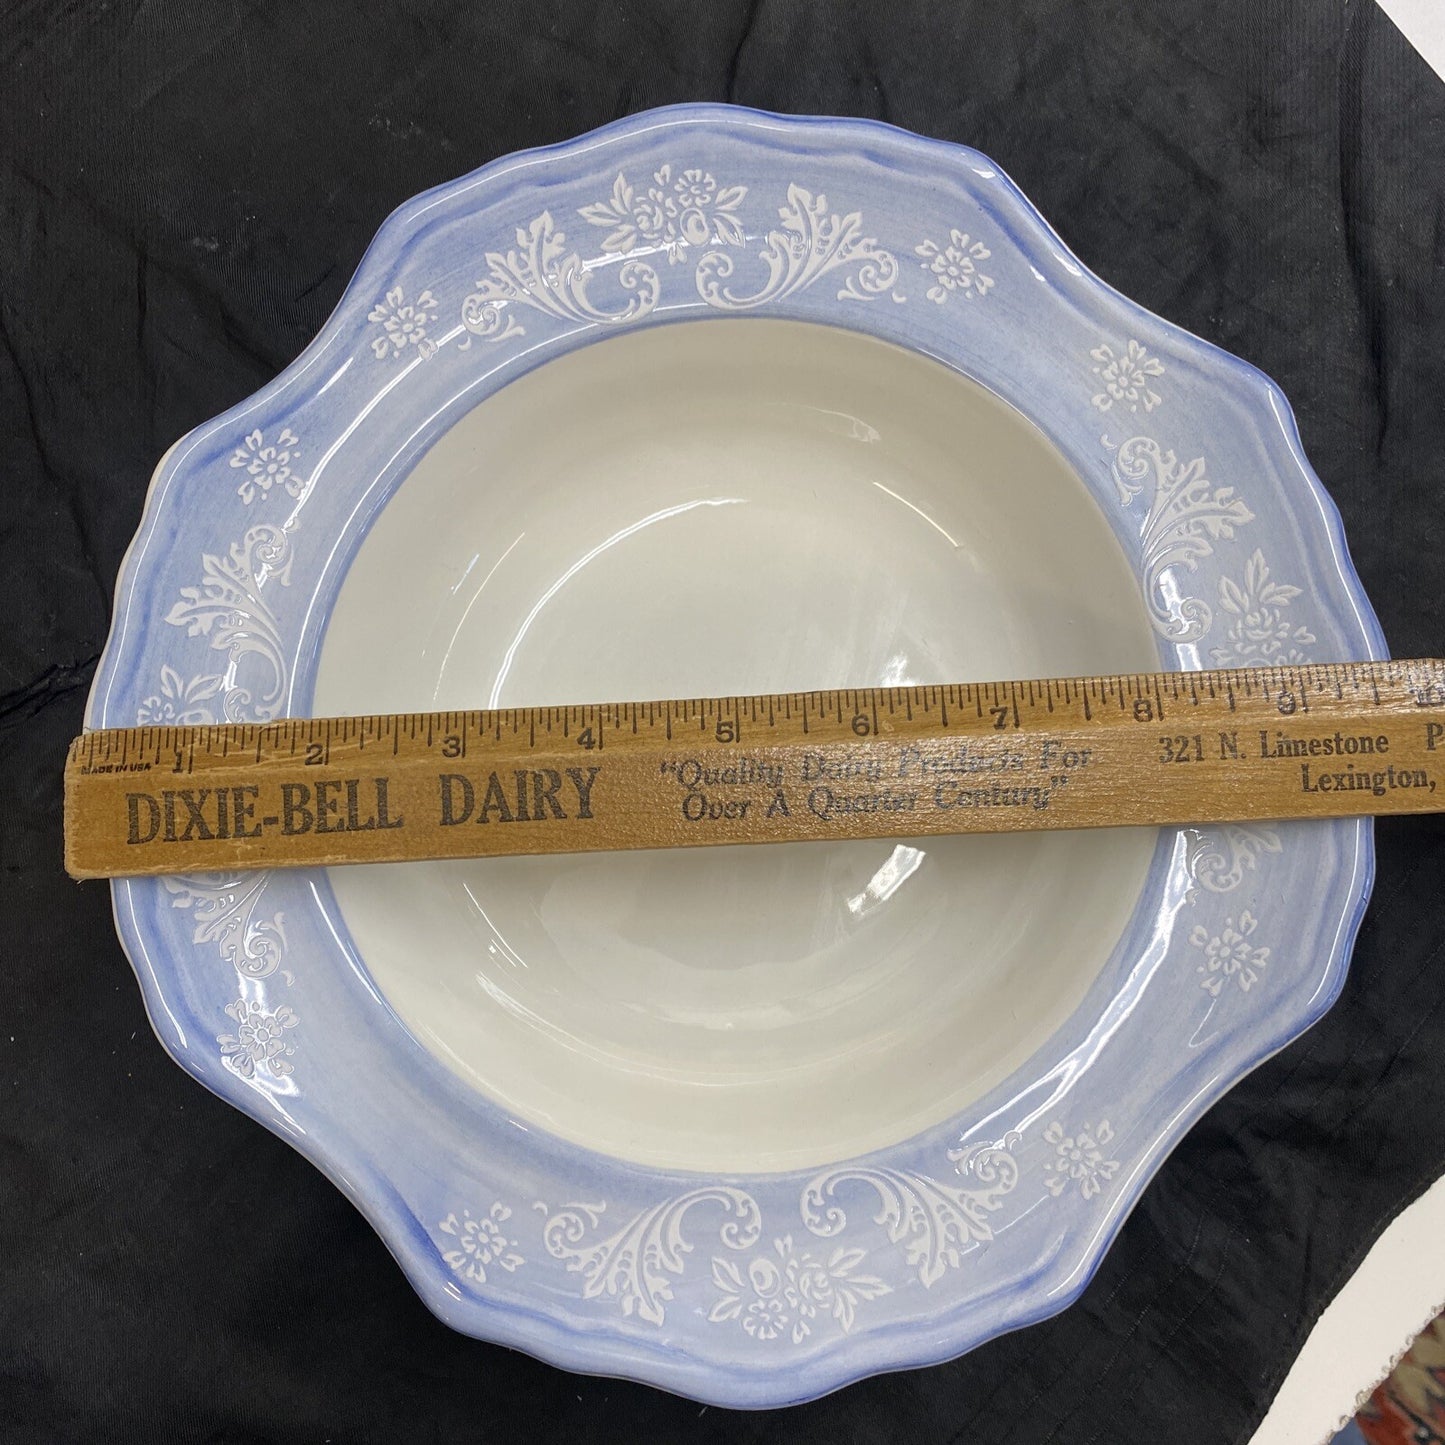 1 2 3 4 5 6 7 8 9 10
MADE IN USA
DIXIE-BELL DAIRY
"Quality Dairy Products For
Over A Quarter Century"
321 N. Limestone P
Lexington,